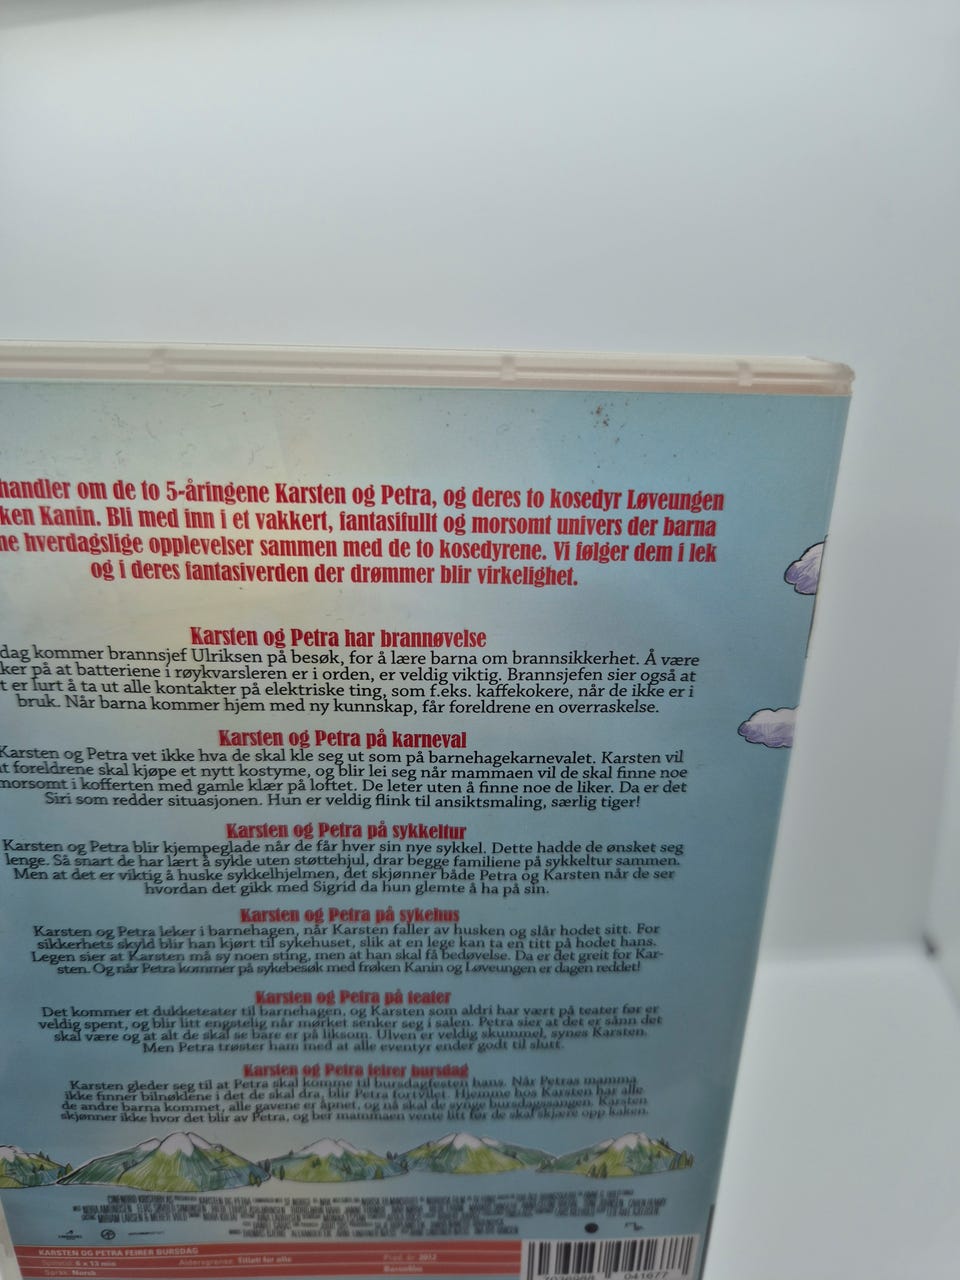 handler om de to 5-åringene Karsten og Petra, og deres to kosedyr Løveungen
ken Kanin. Bli med inn i et vakkert, fantasifullt og morsomt univers der barna
ne hverdagslige opplevelser sammen med de to kosedyrene. Vi følger dem i lek
og i deres fantasiverden der drømmer blir virkelighet.
Karsten og Petra har brannøvelse
dag kommer brannsjef Ulriksen på besøk, for å lære barna om brannsikkerhet. Å være
ker på at batteriene i røykvarsleren er i orden, er veldig viktig. Brannsjefen sier også at
t er lurt å ta ut alle kontakter på elektriske ting, som f.eks. kaffekokere, når de ikke er i
bruk. Når barna kommer hjem med ny kunnskap, får foreldrene en overraskelse.
Karsten og Petra på karneval
Karsten og Petra vet ikke hva de skal kle seg ut som på barnehagekarnevalet. Karsten vil
t foreldrene skal kjøpe et nytt kostyme, og blir lei seg når mammaen vil de skal finne noe
morsomt i kofferten med gamle klær på loftet. De leter uten å finne noe de liker. Da er det
Siri som redder situasjonen. Hun er veldig flink til ansiktsmaling, særlig tiger!
Karsten og Petra på sykkeltur
Karsten og Petra blir kjempeglade når de får hver sin nye sykkel. Dette hadde de ønsket seg
lenge. Så snart de har lært å sykle uten støttehjul, drar begge familiene på sykkeltur sammen.
Men at det er viktig å huske sykkelhjelmen, det skjønner både Petra og Karsten når de ser
hvordan det gikk med Sigrid da hun glemte å ha på sin.
Karsten og Petra på sykehus
Karsten og Petra leker i barnehagen, når Karsten faller av husken og slår hodet sitt. For
sikkerhets skyld blir han kjørt til sykehuset, slik at en lege kan ta en titt på hodet hans.
Legen sier at Karsten må sy noen sting, men at han skal få bedøvelse. Da er det greit for Kar-
sten. Og når Petra kommer på sykebesøk med frøken Kanin og Løveungen er dagen reddet!
Karsten og Petra på teater
Det kommer et dukketeater til barnehagen, og Karsten som aldri har vært på teater før er
veldig spent, og blir litt engstelig når mørket senker seg i salen. Petra sier at det er sånn det
skal være og at alt de skal se bare er på liksom. Ulven er veldig skummel, synes Karsten.
Men Petra trøster ham med at alle eventyr ender godt til slutt.
Karsten og Petra feirer bursdag
Karsten gleder seg til at Petra skal komme til bursdagfesten hans. Når Petras mamma
ikke finner bilnøklene i det de skal dra, blir Petra fortvilet. Hjemme hos Karsten har alle
de andre barna kommet, alle gavene er åpnet, og nå skal de synge bursdagssangen. Karsten
skjønner ikke hvor det blir av Petra, og ber mammaen vente litt før de skal skjære opp kaken.
KARSTEN OG PETRA FEIRER BURSDAG
Spilletid: 6 x 13 min Aldersgrense: Tillatt for alle Prod. år: 2012
Språk: Norsk Barnefilm
041677